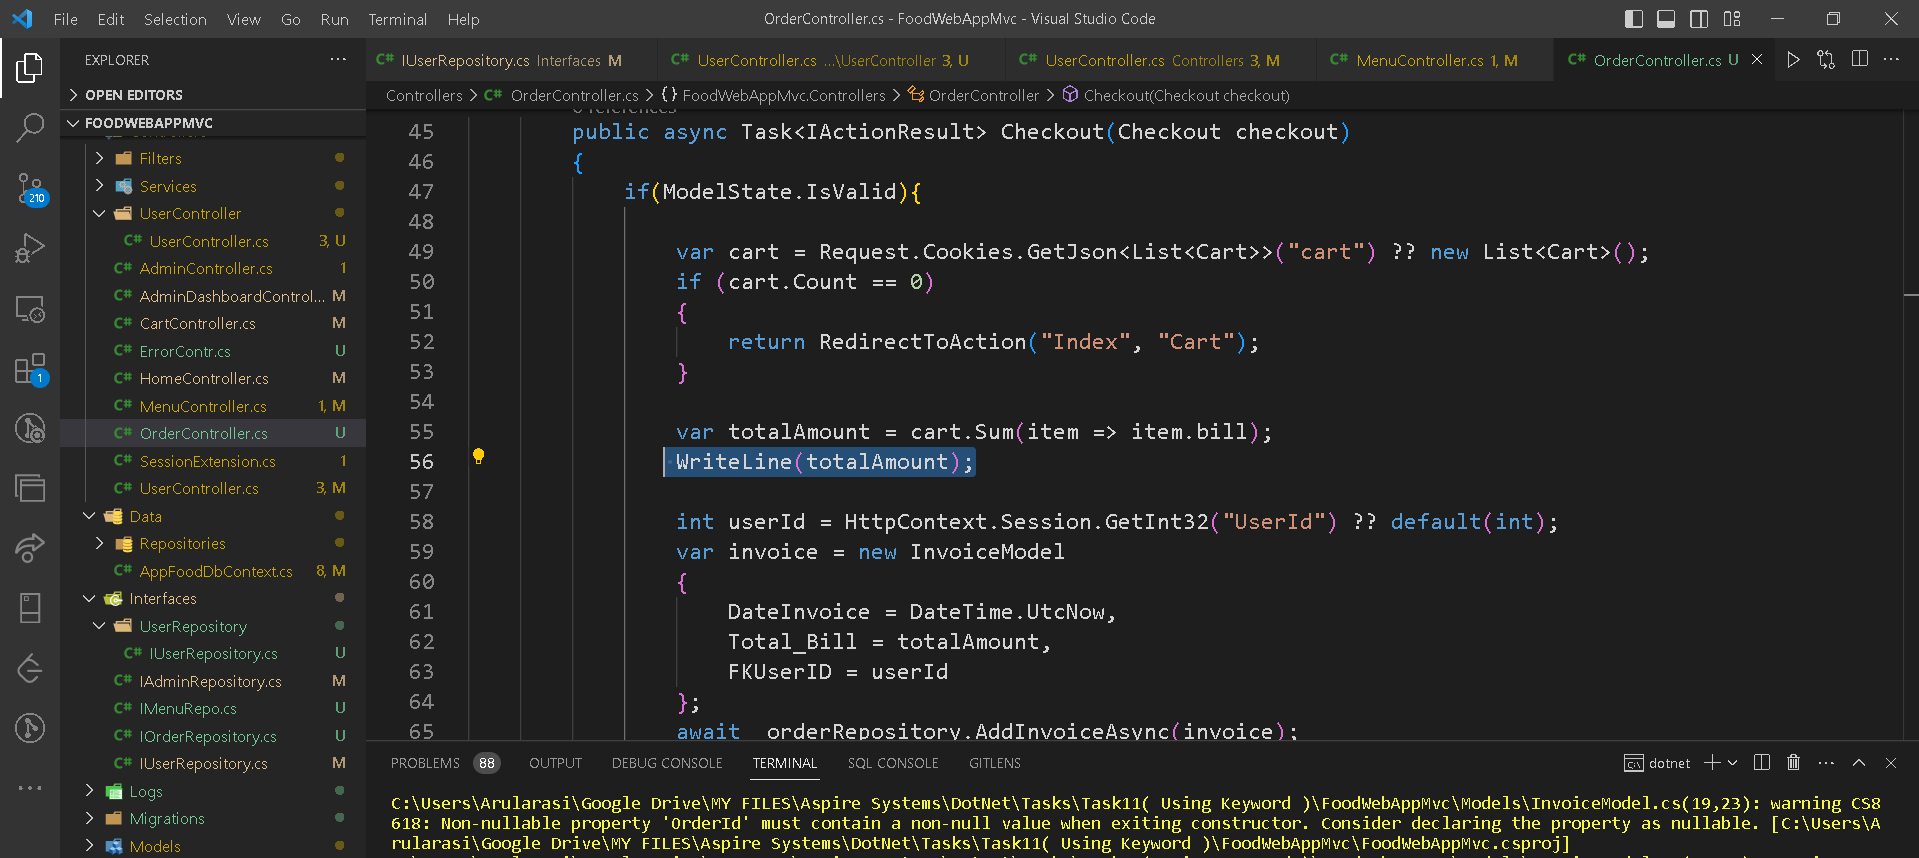 File Edit Selection View Go Run Terminal Help
OrderController.cs - FoodWebAppMvc - Visual Studio Code
EXPLORER
OPEN EDITORS
FOODWEBAPPMVC
Filters
Services
UserController
UserController.cs 3, U
AdminController.cs 1
AdminDashboardControl... M
CartController.cs M
ErrorContr.cs U
HomeController.cs M
MenuController.cs 1, M
OrderController.cs U
SessionExtension.cs 1
UserController.cs 3, M
Data
Repositories
AppFoodDbContext.cs 8, M
Interfaces
UserRepository
IUserRepository.cs U
IAdminRepository.cs M
IMenuRepo.cs U
IOrderRepository.cs U
IUserRepository.cs M
Logs
Migrations
Models
210
1
C# IUserRepository.cs Interfaces M
C# UserController.cs ...\UserController 3, U
C# UserController.cs Controllers 3, M
C# MenuController.cs 1, M
C# OrderController.cs U
Controllers > C# OrderController.cs > {} FoodWebAppMvc.Controllers > OrderController > Checkout(Checkout checkout)
0 references
45 public async Task<IActionResult> Checkout(Checkout checkout)
46 {
47 if(ModelState.IsValid){
48
49 var cart = Request.Cookies.GetJson<List<Cart>>("cart") ?? new List<Cart>();
50 if (cart.Count == 0)
51 {
52 return RedirectToAction("Index", "Cart");
53 }
54
55 var totalAmount = cart.Sum(item => item.bill);
56 WriteLine(totalAmount);
57
58 int userId = HttpContext.Session.GetInt32("UserId") ?? default(int);
59 var invoice = new InvoiceModel
60 {
61 DateInvoice = DateTime.UtcNow,
62 Total_Bill = totalAmount,
63 FKUserID = userId
64 };
65 await _orderRepository.AddInvoiceAsync(invoice);
PROBLEMS 88 OUTPUT DEBUG CONSOLE TERMINAL SQL CONSOLE GITLENS
dotnet
C:\Users\Arularasi\Google Drive\MY FILES\Aspire Systems\DotNet\Tasks\Task11( Using Keyword )\FoodWebAppMvc\Models\InvoiceModel.cs(19,23): warning CS8
618: Non-nullable property 'OrderId' must contain a non-null value when exiting constructor. Consider declaring the property as nullable. [C:\Users\A
rularasi\Google Drive\MY FILES\Aspire Systems\DotNet\Tasks\Task11( Using Keyword )\FoodWebAppMvc\FoodWebAppMvc.csproj]